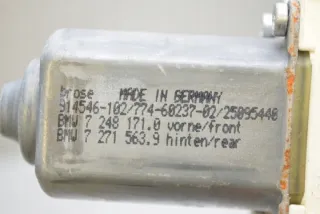 brose MADE IN GERMANY
914546-102/774-60237-02/25095440
BMW 7 248 171.0 vorne/front
BMW 7 271 563.9 hinten/rear